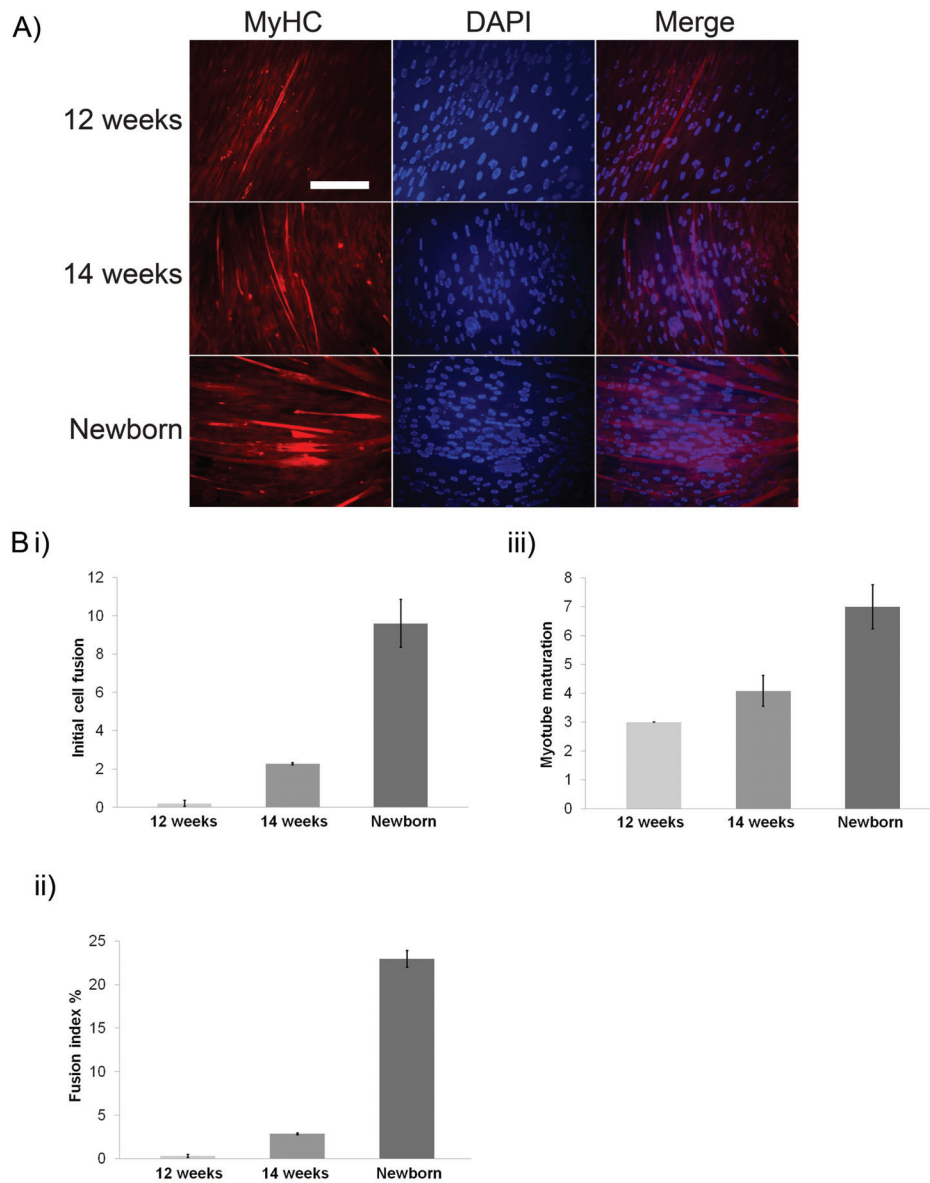 A)
MyHC DAPI Merge
12 weeks
14 weeks
Newborn
B i)
12
10
8
6
4
2
0
Initial cell fusion
12 weeks 14 weeks Newborn
iii)
8
7
6
5
4
3
2
1
0
Myotube maturation
12 weeks 14 weeks Newborn
ii)
25
20
15
10
5
0
Fusion index %
12 weeks 14 weeks Newborn